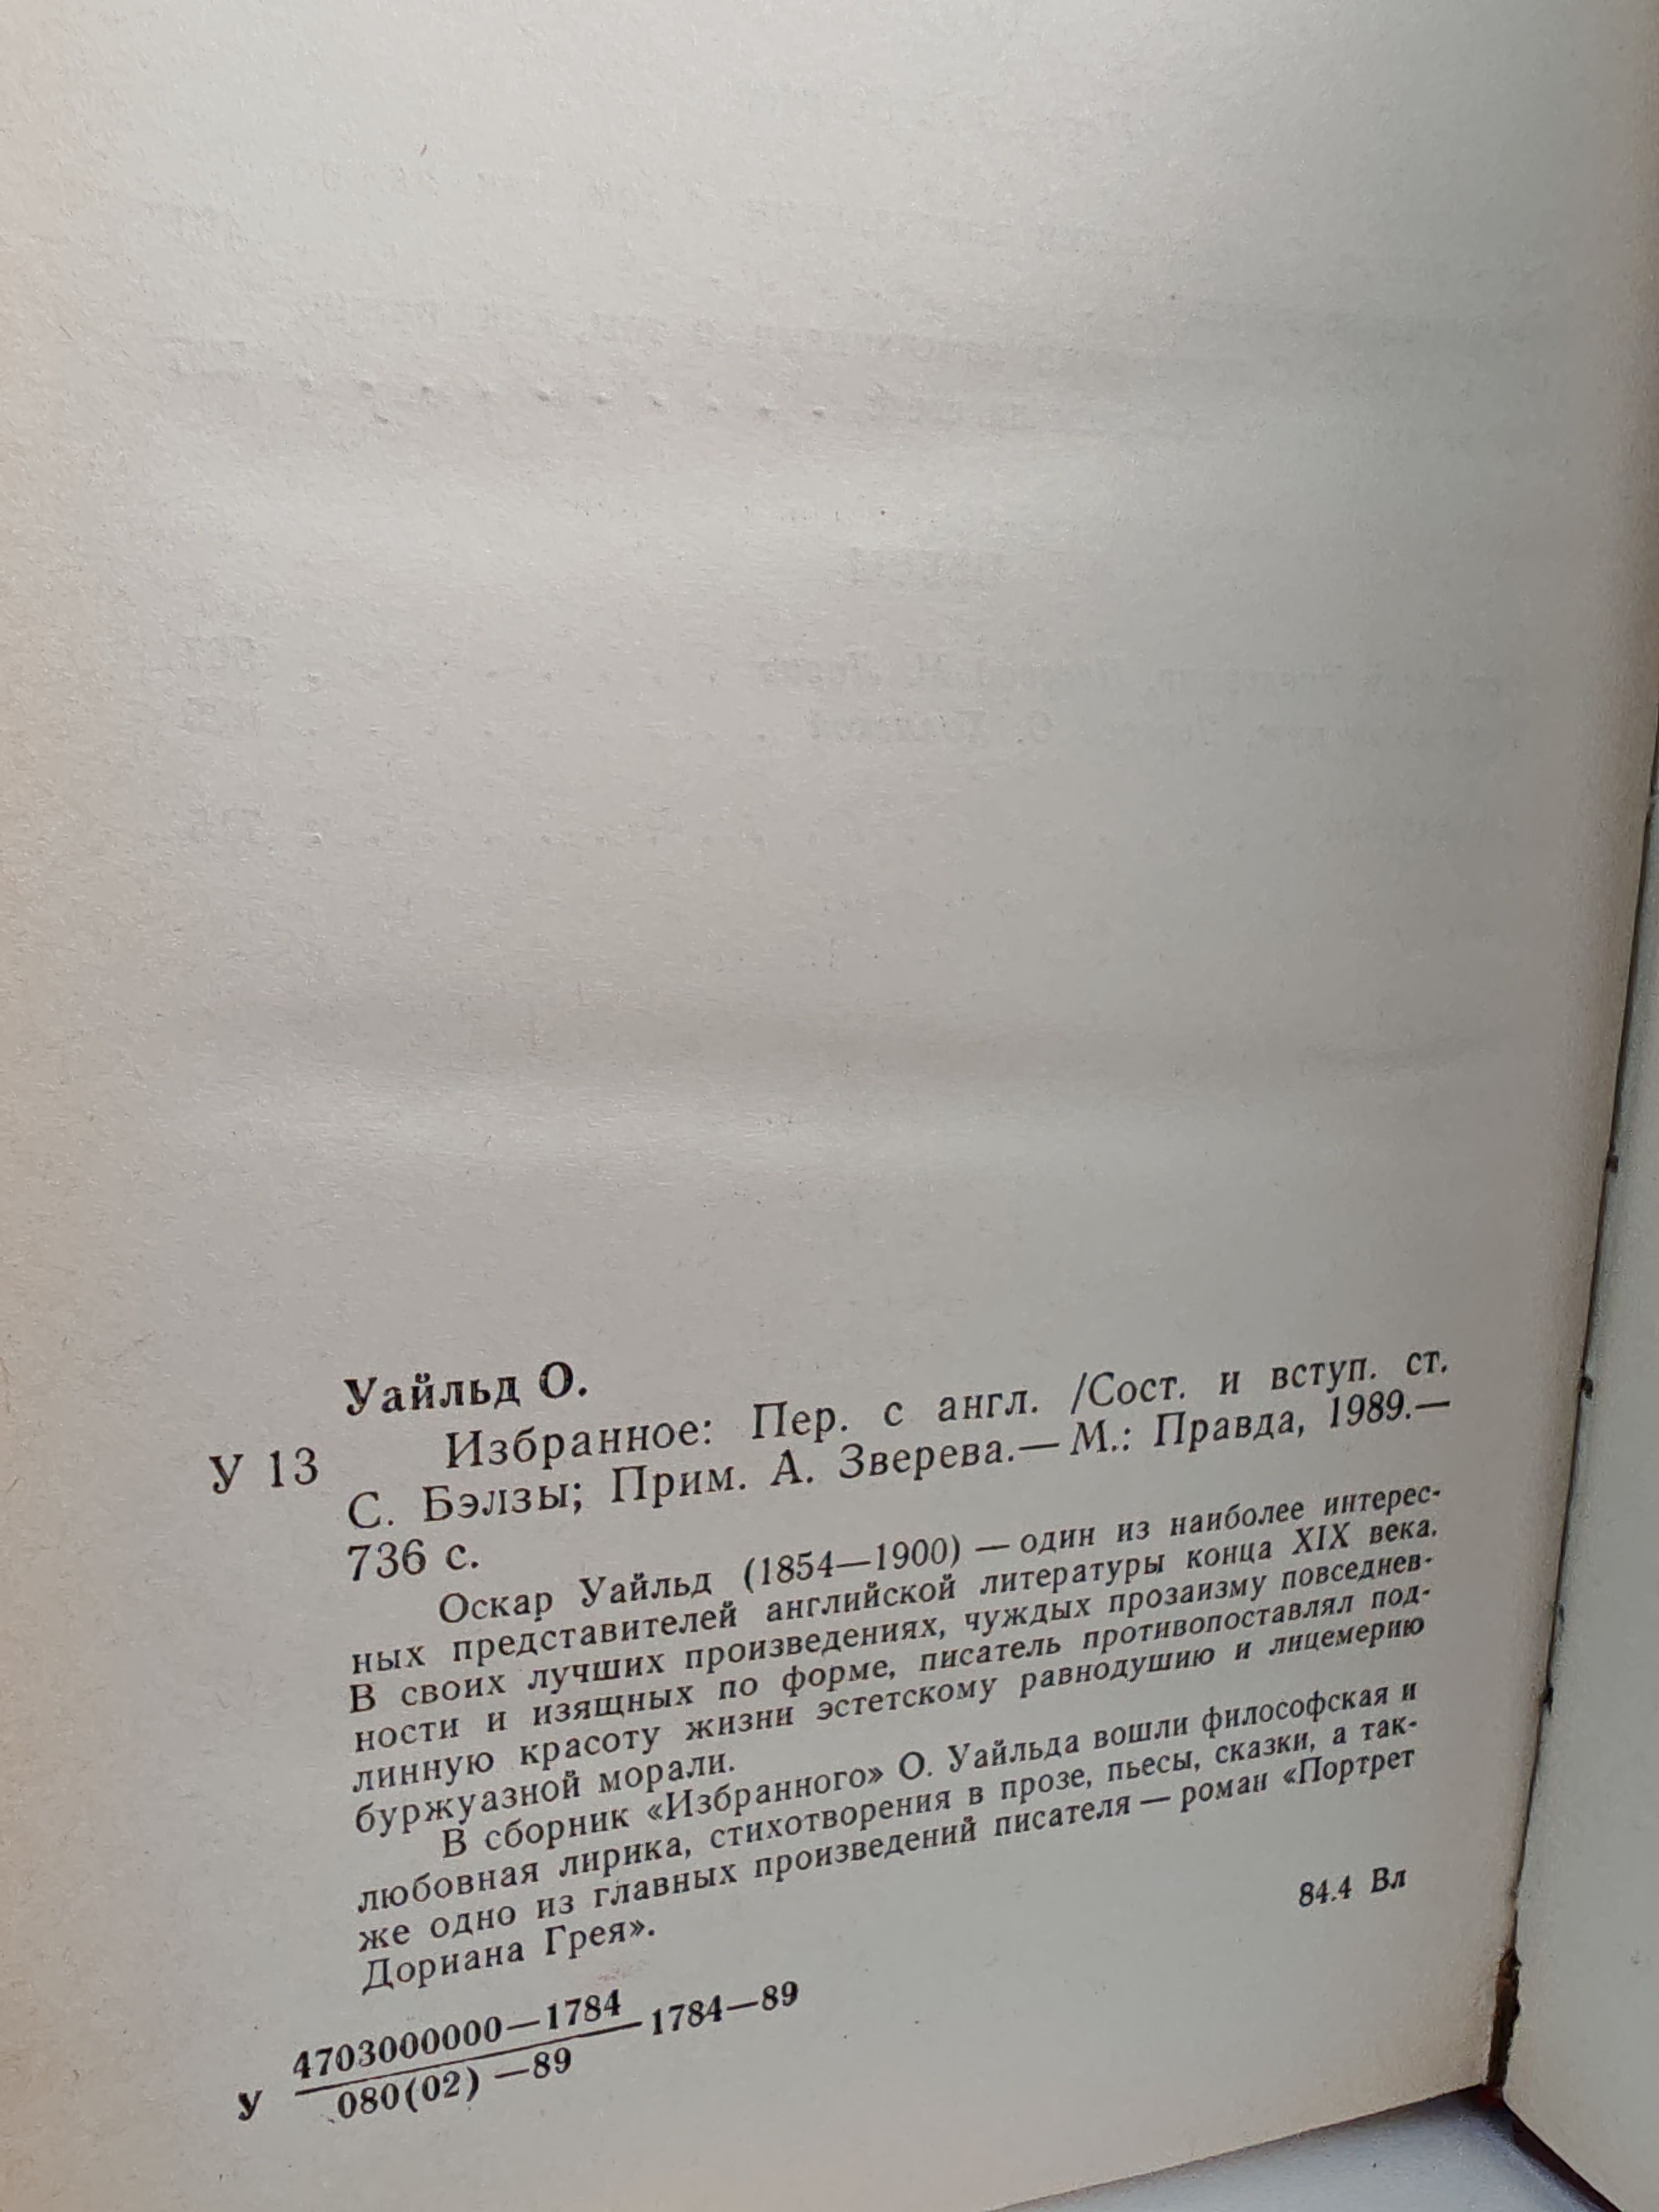 Уайльд О.
У 13
Избранное: Пер. с англ. /Сост. и вступ. ст.
С. Бэлзы; Прим. А. Зверева.— М.: Правда, 1989.—
736 с.
Оскар Уайльд (1854—1900) — один из наиболее интерес-
ных представителей английской литературы конца XIX века.
В своих лучших произведениях, чуждых прозаизму повседнев-
ности и изящных по форме, писатель противопоставлял под-
линную красоту жизни эстетскому равнодушию и лицемерию
буржуазной морали.
В сборник «Избранного» О. Уайльда вошли философская и
любовная лирика, стихотворения в прозе, пьесы, сказки, а так-
же одно из главных произведений писателя — роман «Портрет
Дориана Грея».
84.4 Вл
4703000000—1784
У 1784—89
080(02) —89